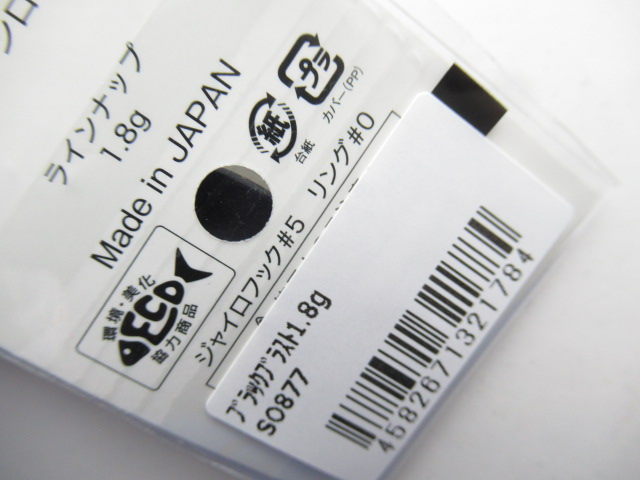 ラインナップ
1.8g
Made in JAPAN
紙
台紙
プラ
カバー(PP)
環境・美化
ECO
協力商品
ジャイロフック#5 リング#0
ブラックブラスト1.8g
SO877
4582671321784